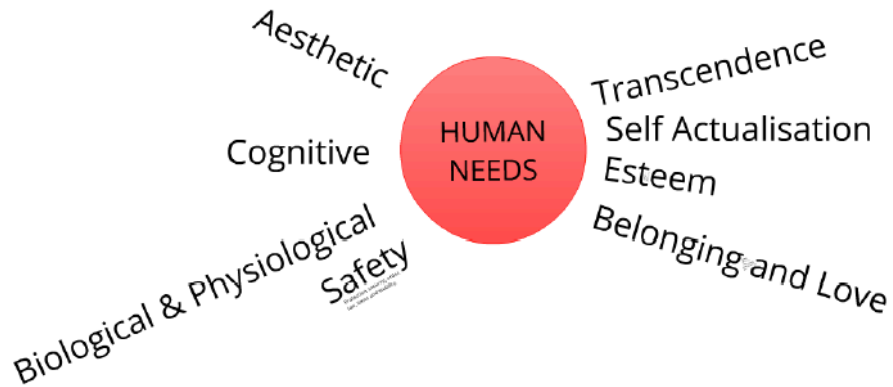 Aesthetic
Cognitive
Biological & Physiological
Safety
HUMAN
NEEDS
Transcendence
Self Actualisation
Esteem
Belonging and Love